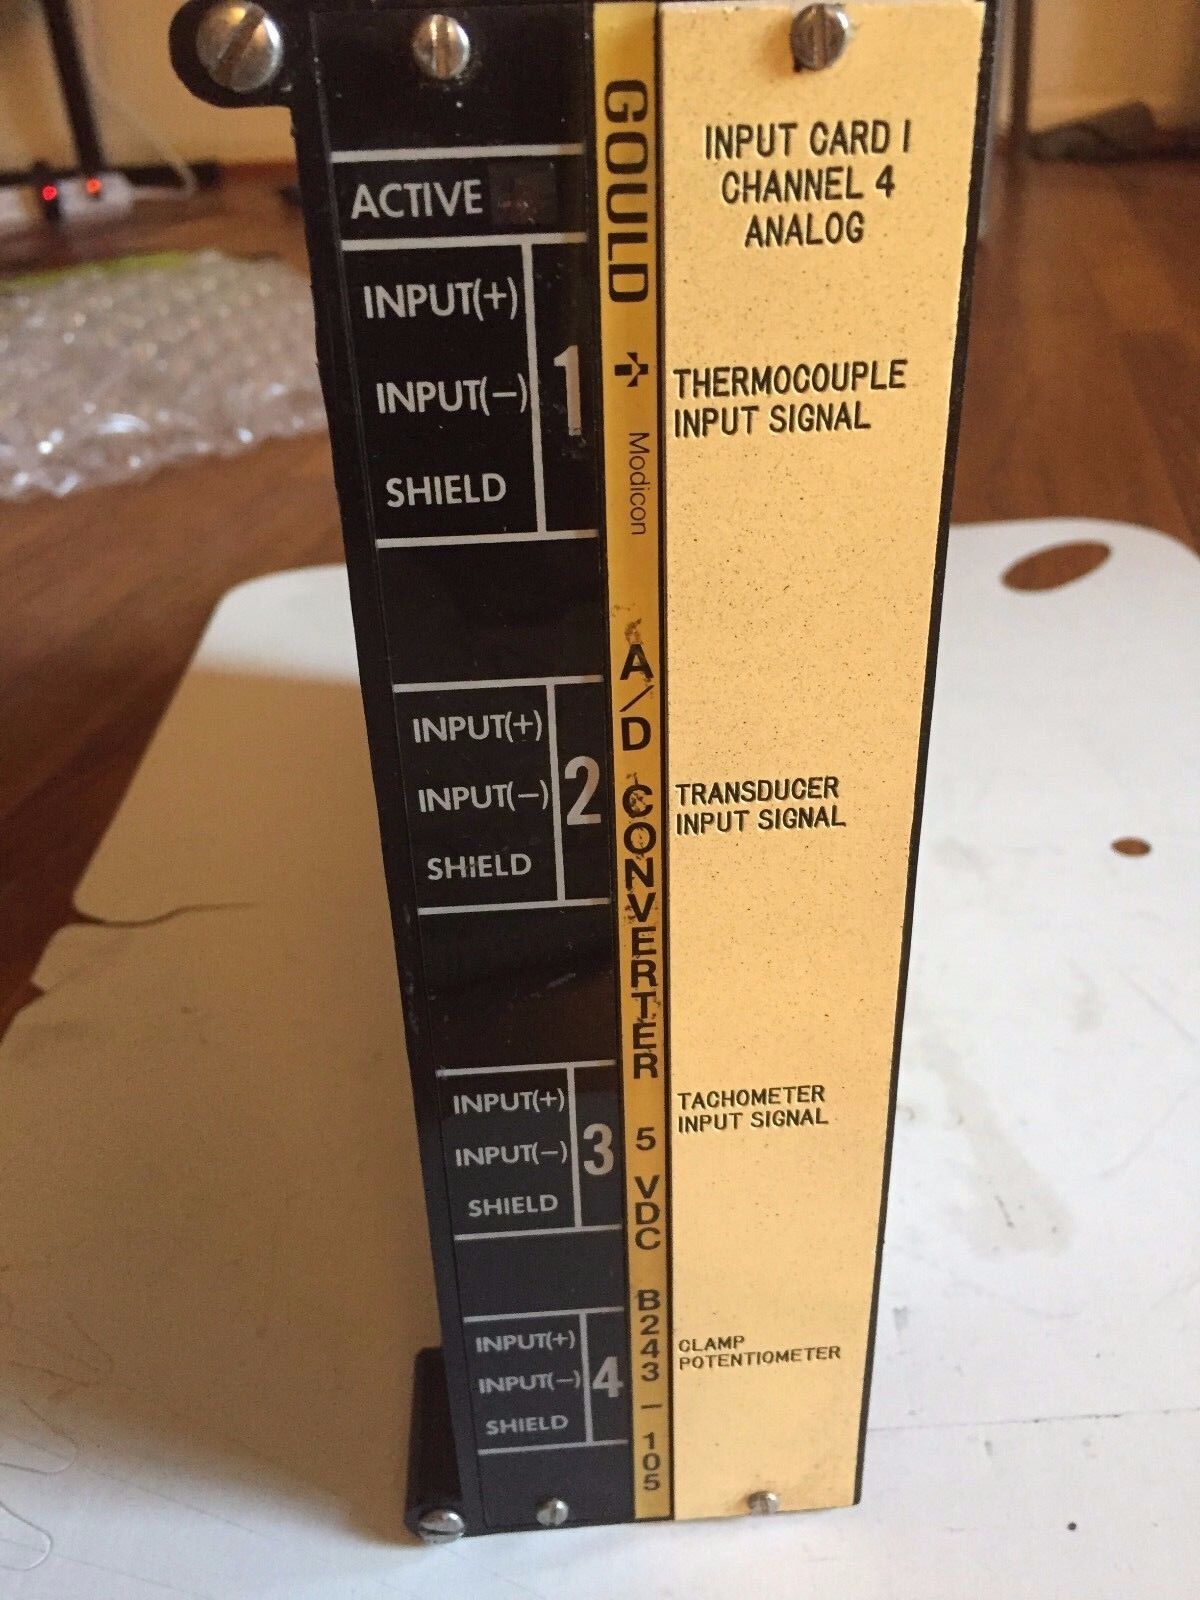 ACTIVE
INPUT(+)
INPUT(−)
SHIELD
1
INPUT(+)
INPUT(−)
SHIELD
2
INPUT(+)
INPUT(−)
SHIELD
3
INPUT(+)
INPUT(−)
SHIELD
4
GOULD Modicon A/D CONVERTER 5 VDC B243-105
INPUT CARD I
CHANNEL 4
ANALOG
THERMOCOUPLE
INPUT SIGNAL
TRANSDUCER
INPUT SIGNAL
TACHOMETER
INPUT SIGNAL
CLAMP
POTENTIOMETER